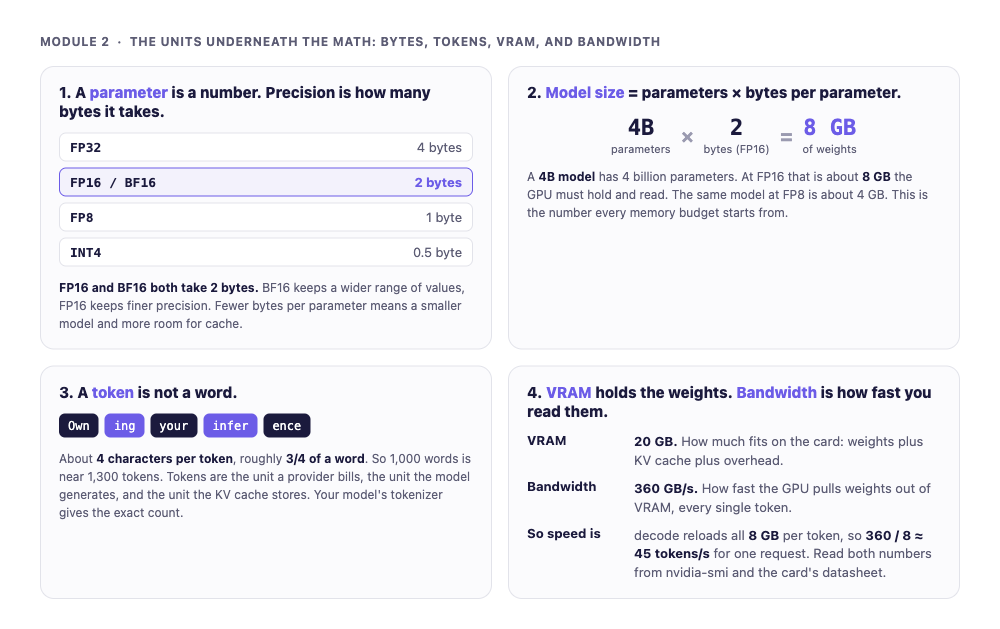 MODULE 2 · THE UNITS UNDERNEATH THE MATH: BYTES, TOKENS, VRAM, AND BANDWIDTH
1. A parameter is a number. Precision is how many
bytes it takes.
FP32 4 bytes
FP16 / BF16 2 bytes
FP8 1 byte
INT4 0.5 byte
FP16 and BF16 both take 2 bytes. BF16 keeps a wider range of values,
FP16 keeps finer precision. Fewer bytes per parameter means a smaller
model and more room for cache.
2. Model size = parameters × bytes per parameter.
4B × 2 = 8 GB
parameters bytes (FP16) of weights
A 4B model has 4 billion parameters. At FP16 that is about 8 GB the
GPU must hold and read. The same model at FP8 is about 4 GB. This is
the number every memory budget starts from.
3. A token is not a word.
Own ing your infer ence
About 4 characters per token, roughly 3/4 of a word. So 1,000 words is
near 1,300 tokens. Tokens are the unit a provider bills, the unit the model
generates, and the unit the KV cache stores. Your model's tokenizer
gives the exact count.
4. VRAM holds the weights. Bandwidth is how fast you
read them.
VRAM 20 GB. How much fits on the card: weights plus
KV cache plus overhead.
Bandwidth 360 GB/s. How fast the GPU pulls weights out of
VRAM, every single token.
So speed is decode reloads all 8 GB per token, so 360 / 8 ≈
45 tokens/s for one request. Read both numbers
from nvidia-smi and the card's datasheet.